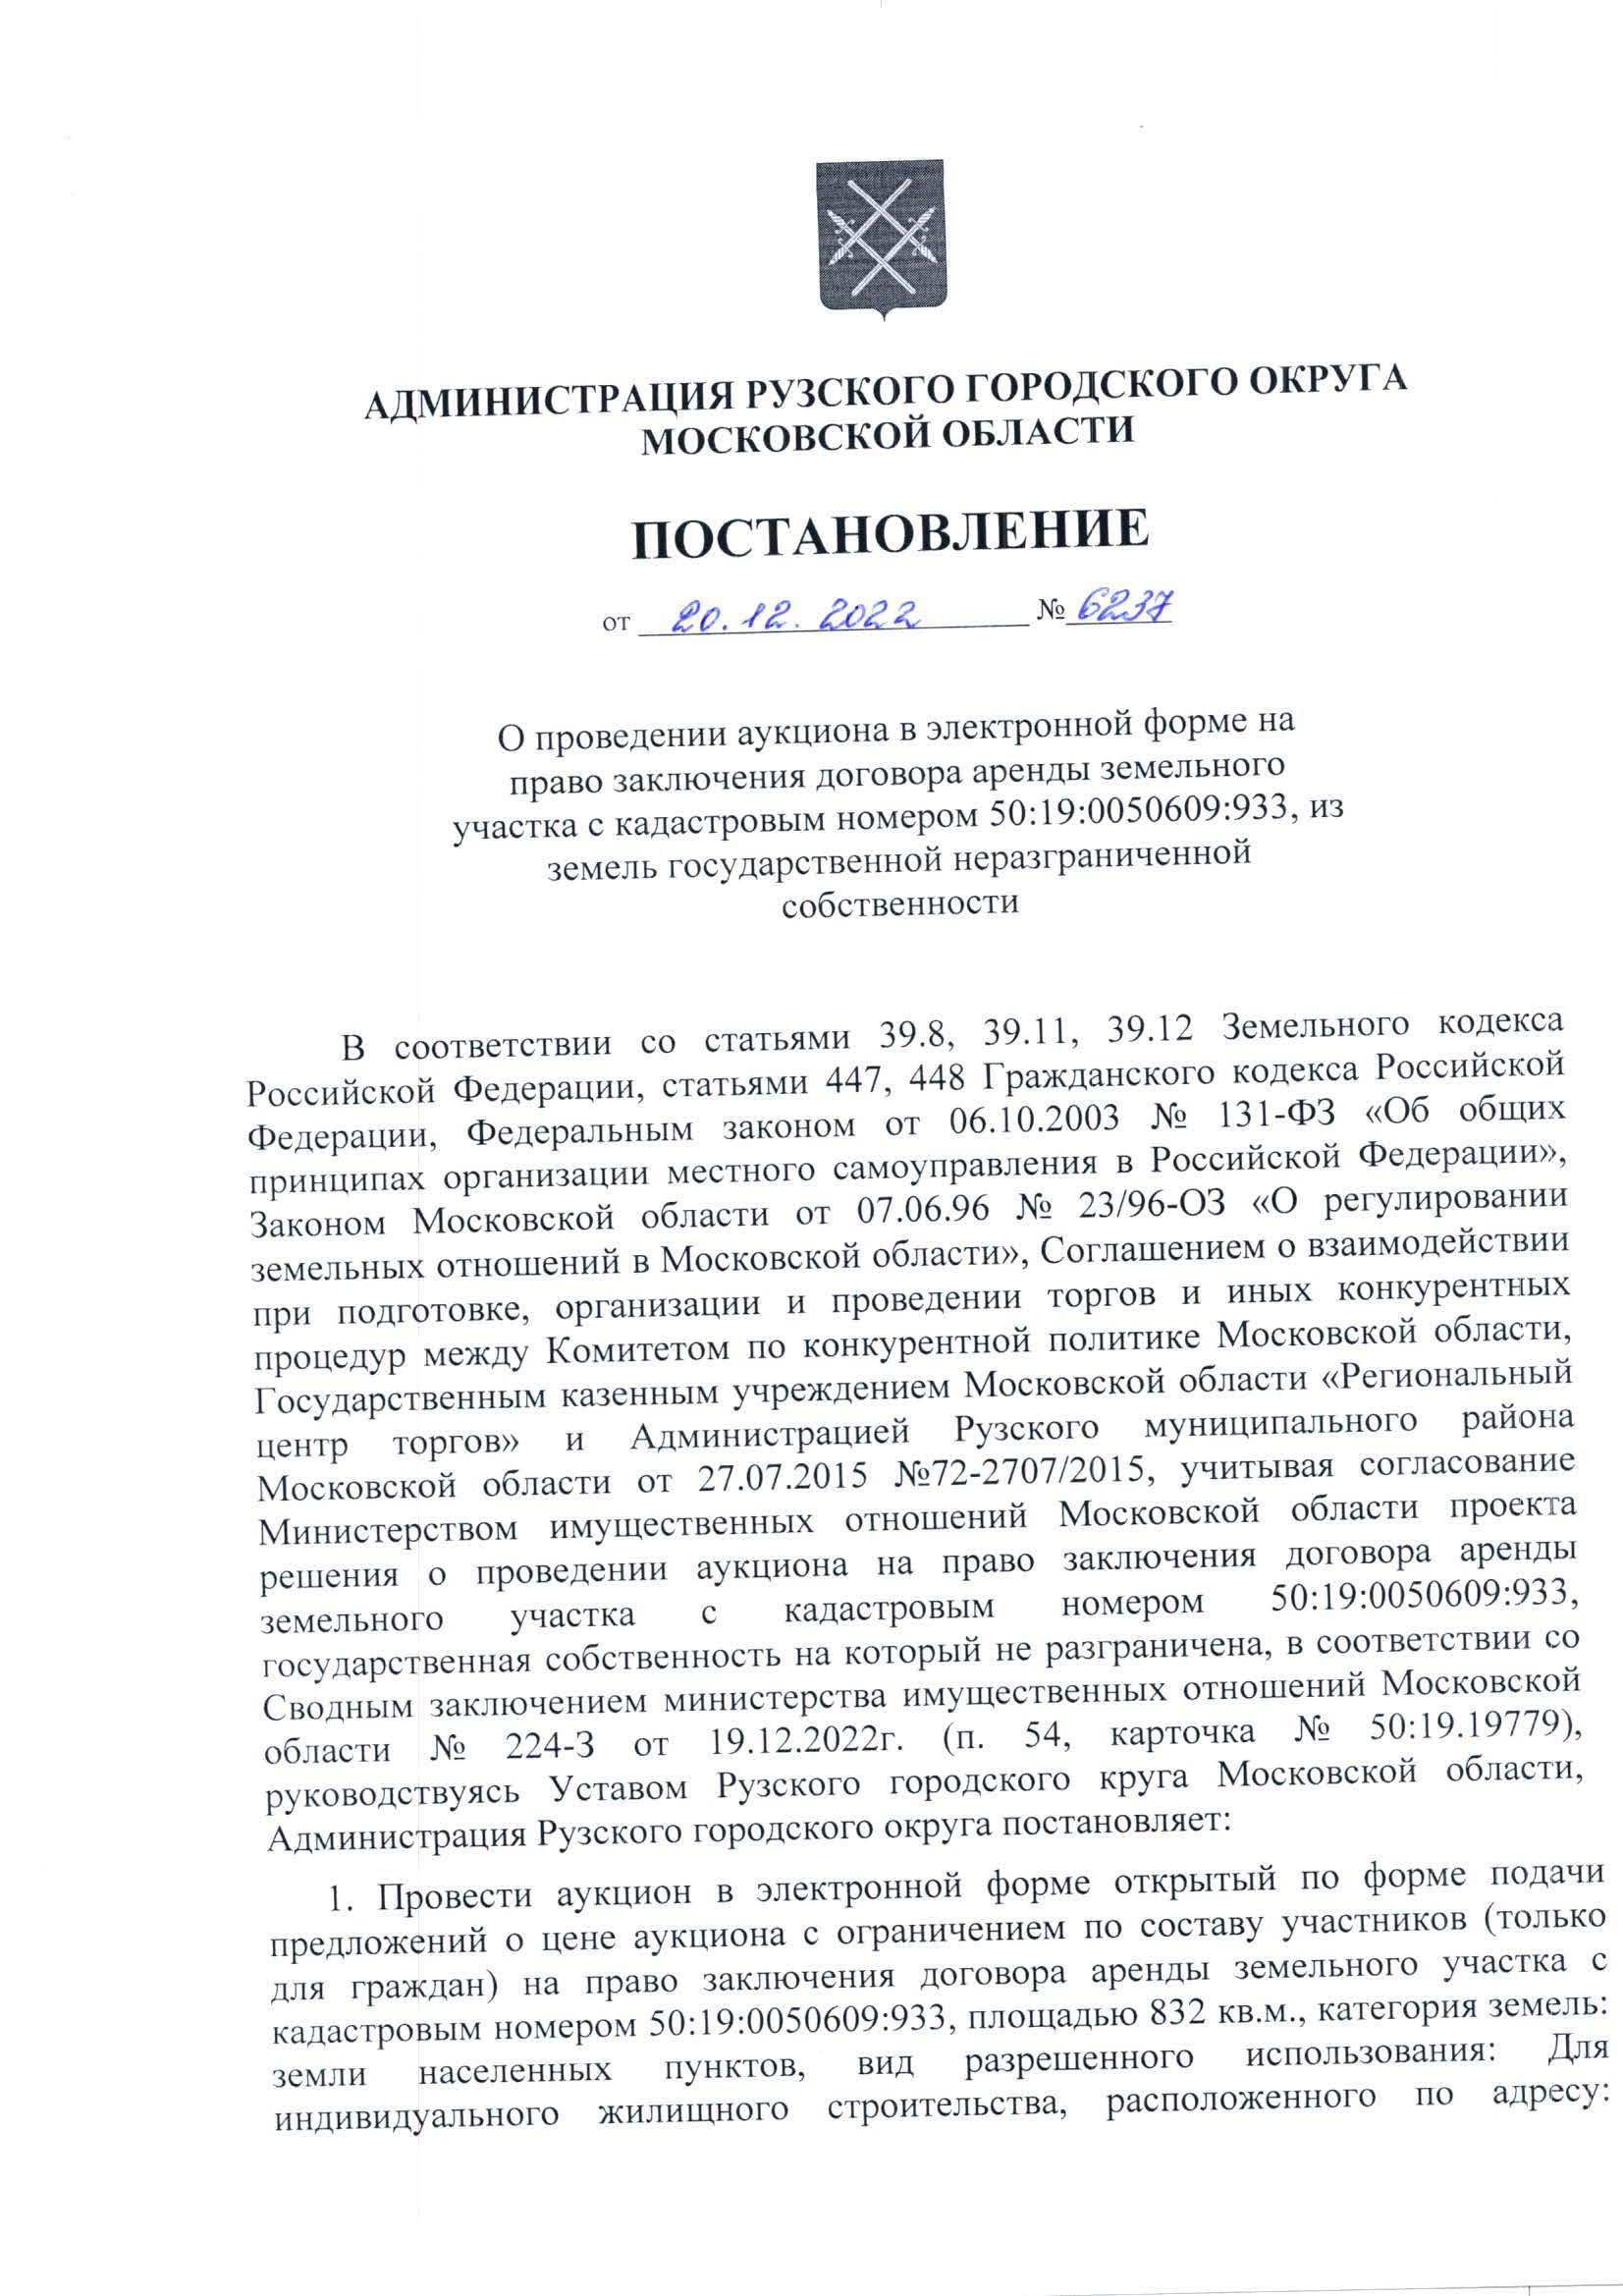 АДМИНИСТРАЦИЯ РУЗСКОГО ГОРОДСКОГО ОКРУГА
МОСКОВСКОЙ ОБЛАСТИ
ПОСТАНОВЛЕНИЕ
от 20.12.2022 № 6237
О проведении аукциона в электронной форме на
право заключения договора аренды земельного
участка с кадастровым номером 50:19:0050609:933, из
земель государственной неразграниченной
собственности
В соответствии со статьями 39.8, 39.11, 39.12 Земельного кодекса
Российской Федерации, статьями 447, 448 Гражданского кодекса Российской
Федерации, Федеральным законом от 06.10.2003 № 131-ФЗ «Об общих
принципах организации местного самоуправления в Российской Федерации»,
Законом Московской области от 07.06.96 № 23/96-ОЗ «О регулировании
земельных отношений в Московской области», Соглашением о взаимодействии
при подготовке, организации и проведении торгов и иных конкурентных
процедур между Комитетом по конкурентной политике Московской области,
Государственным казенным учреждением Московской области «Региональный
центр торгов» и Администрацией Рузского муниципального района
Московской области от 27.07.2015 №72-2707/2015, учитывая согласование
Министерством имущественных отношений Московской области проекта
решения о проведении аукциона на право заключения договора аренды
земельного участка с кадастровым номером 50:19:0050609:933,
государственная собственность на который не разграничена, в соответствии со
Сводным заключением министерства имущественных отношений Московской
области № 224-З от 19.12.2022г. (п. 54, карточка № 50:19.19779),
руководствуясь Уставом Рузского городского круга Московской области,
Администрация Рузского городского округа постановляет:
1. Провести аукцион в электронной форме открытый по форме подачи
предложений о цене аукциона с ограничением по составу участников (только
для граждан) на право заключения договора аренды земельного участка с
кадастровым номером 50:19:0050609:933, площадью 832 кв.м., категория земель:
земли населенных пунктов, вид разрешенного использования: Для
индивидуального жилищного строительства, расположенного по адресу: